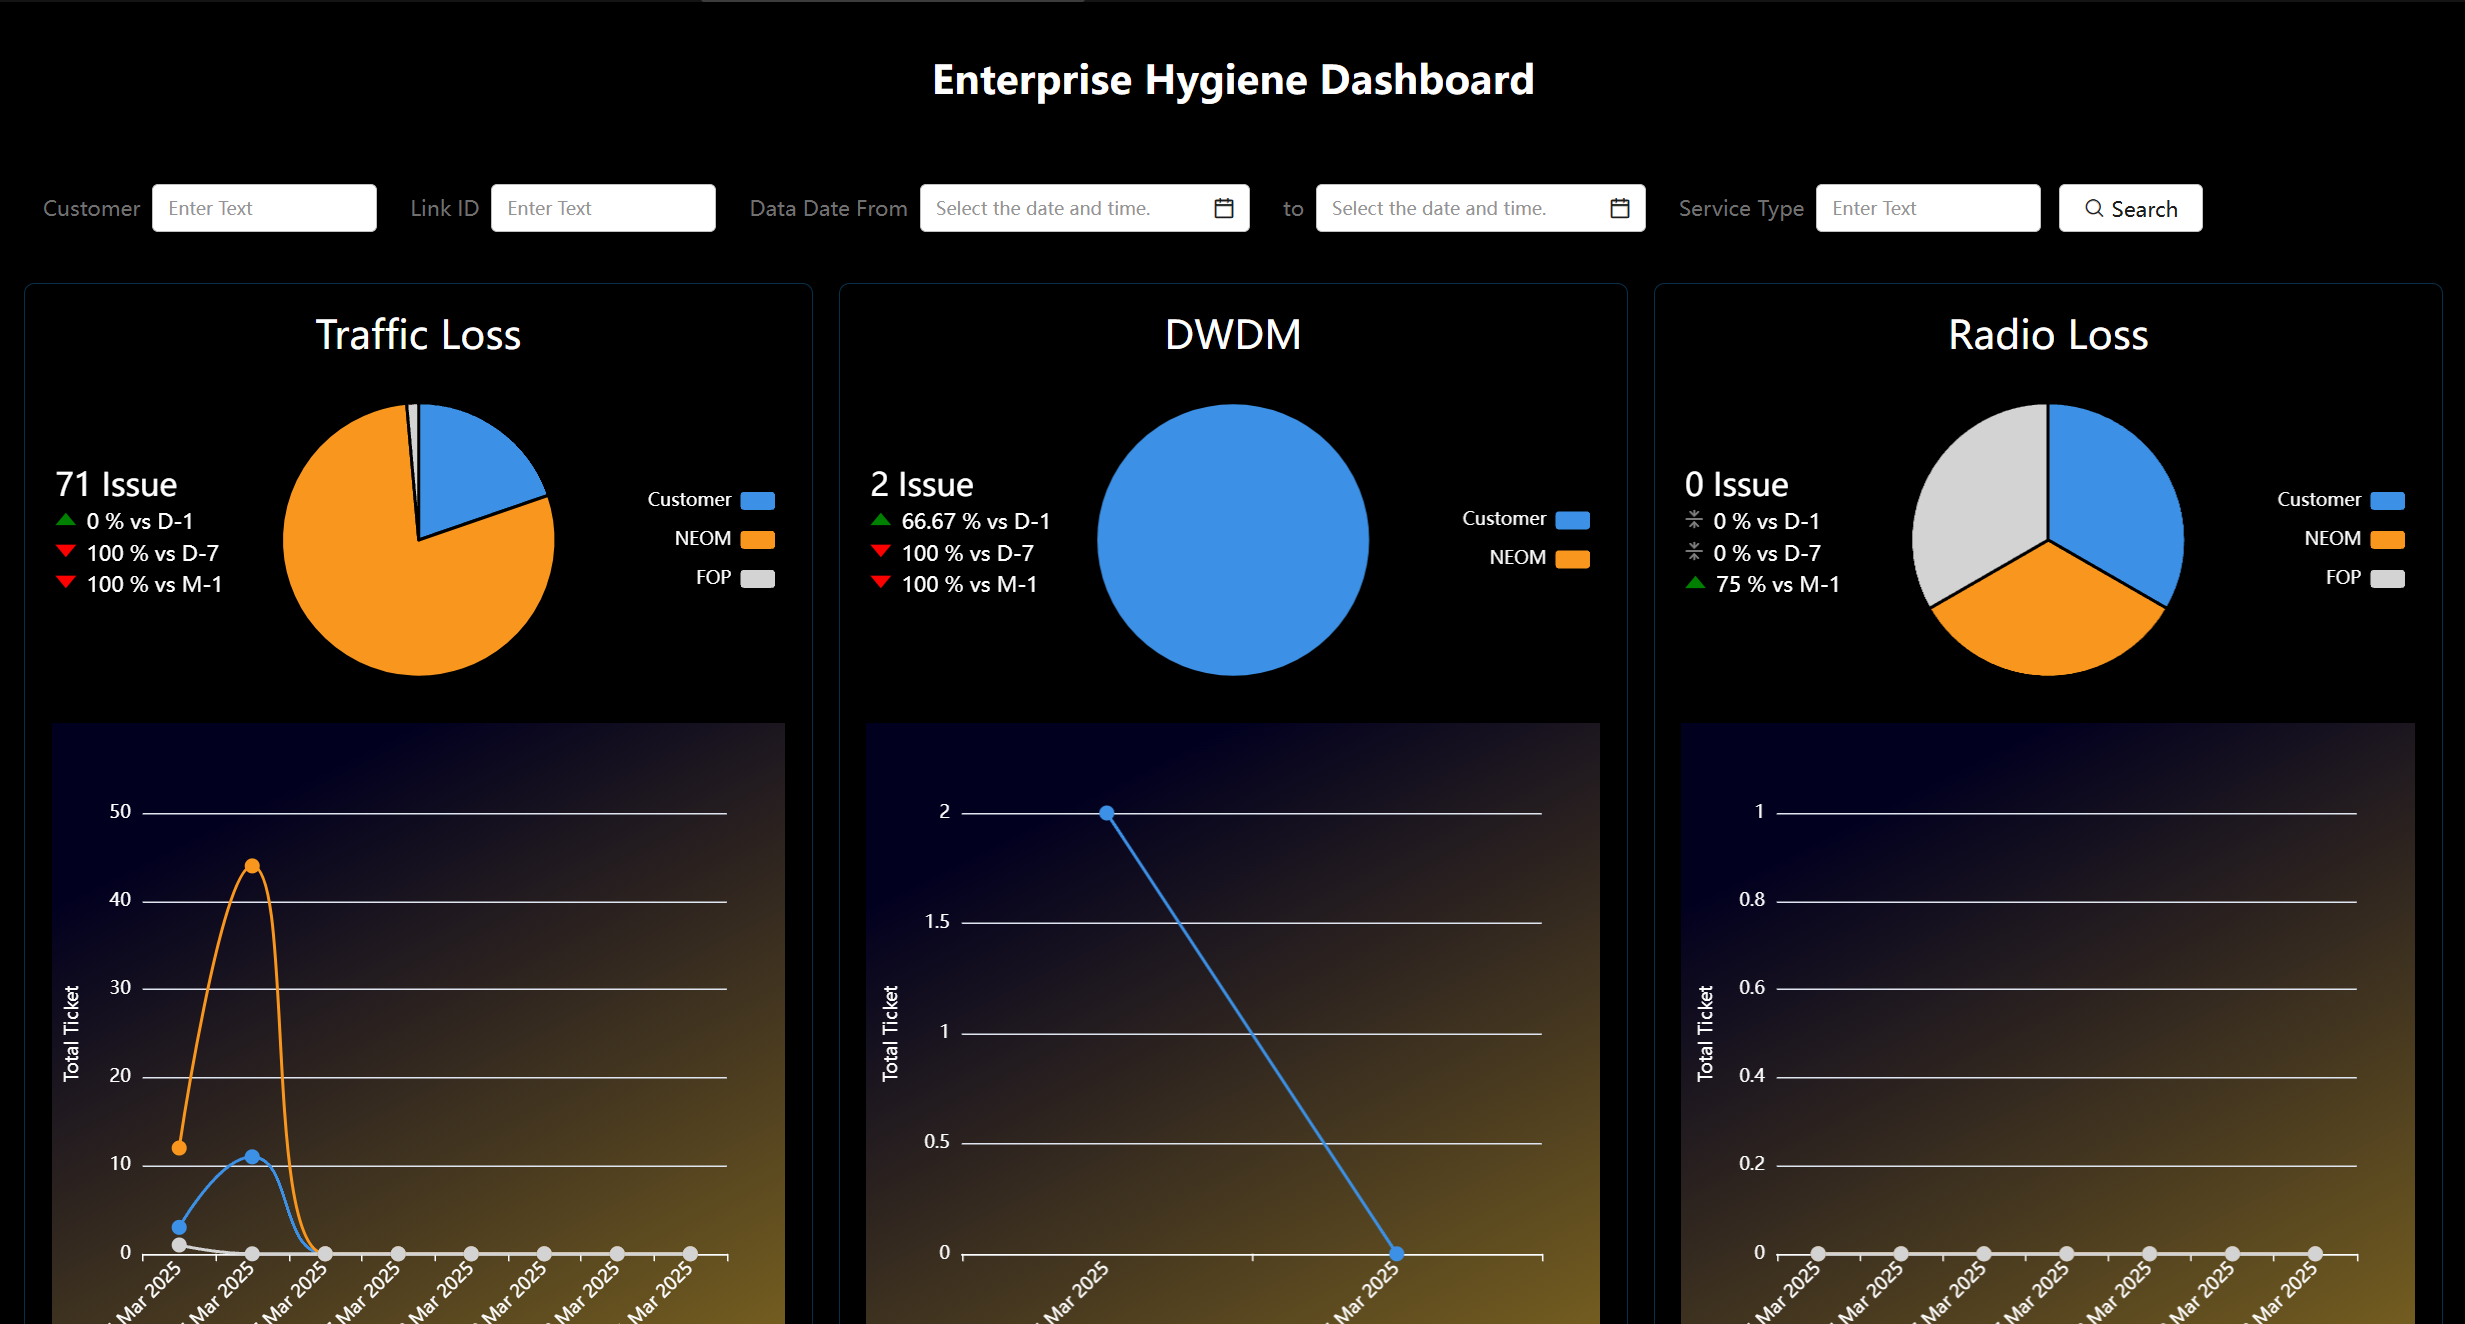 Enterprise Hygiene Dashboard
Customer Enter Text Link ID Enter Text Data Date From Select the date and time. to Select the date and time. Service Type Enter Text Search
Traffic Loss
71 Issue
0 % vs D-1
100 % vs D-7
100 % vs M-1
Customer
NEOM
FOP
50
40
30
20
10
0
Total Ticket
Mar 2025
Mar 2025
Mar 2025
Mar 2025
Mar 2025
Mar 2025
Mar 2025
Mar 2025
DWDM
2 Issue
66.67 % vs D-1
100 % vs D-7
100 % vs M-1
Customer
NEOM
2
1.5
1
0.5
0
Total Ticket
Mar 2025
Mar 2025
Radio Loss
0 Issue
0 % vs D-1
0 % vs D-7
75 % vs M-1
Customer
NEOM
FOP
1
0.8
0.6
0.4
0.2
0
Total Ticket
Mar 2025
Mar 2025
Mar 2025
Mar 2025
Mar 2025
Mar 2025
Mar 2025